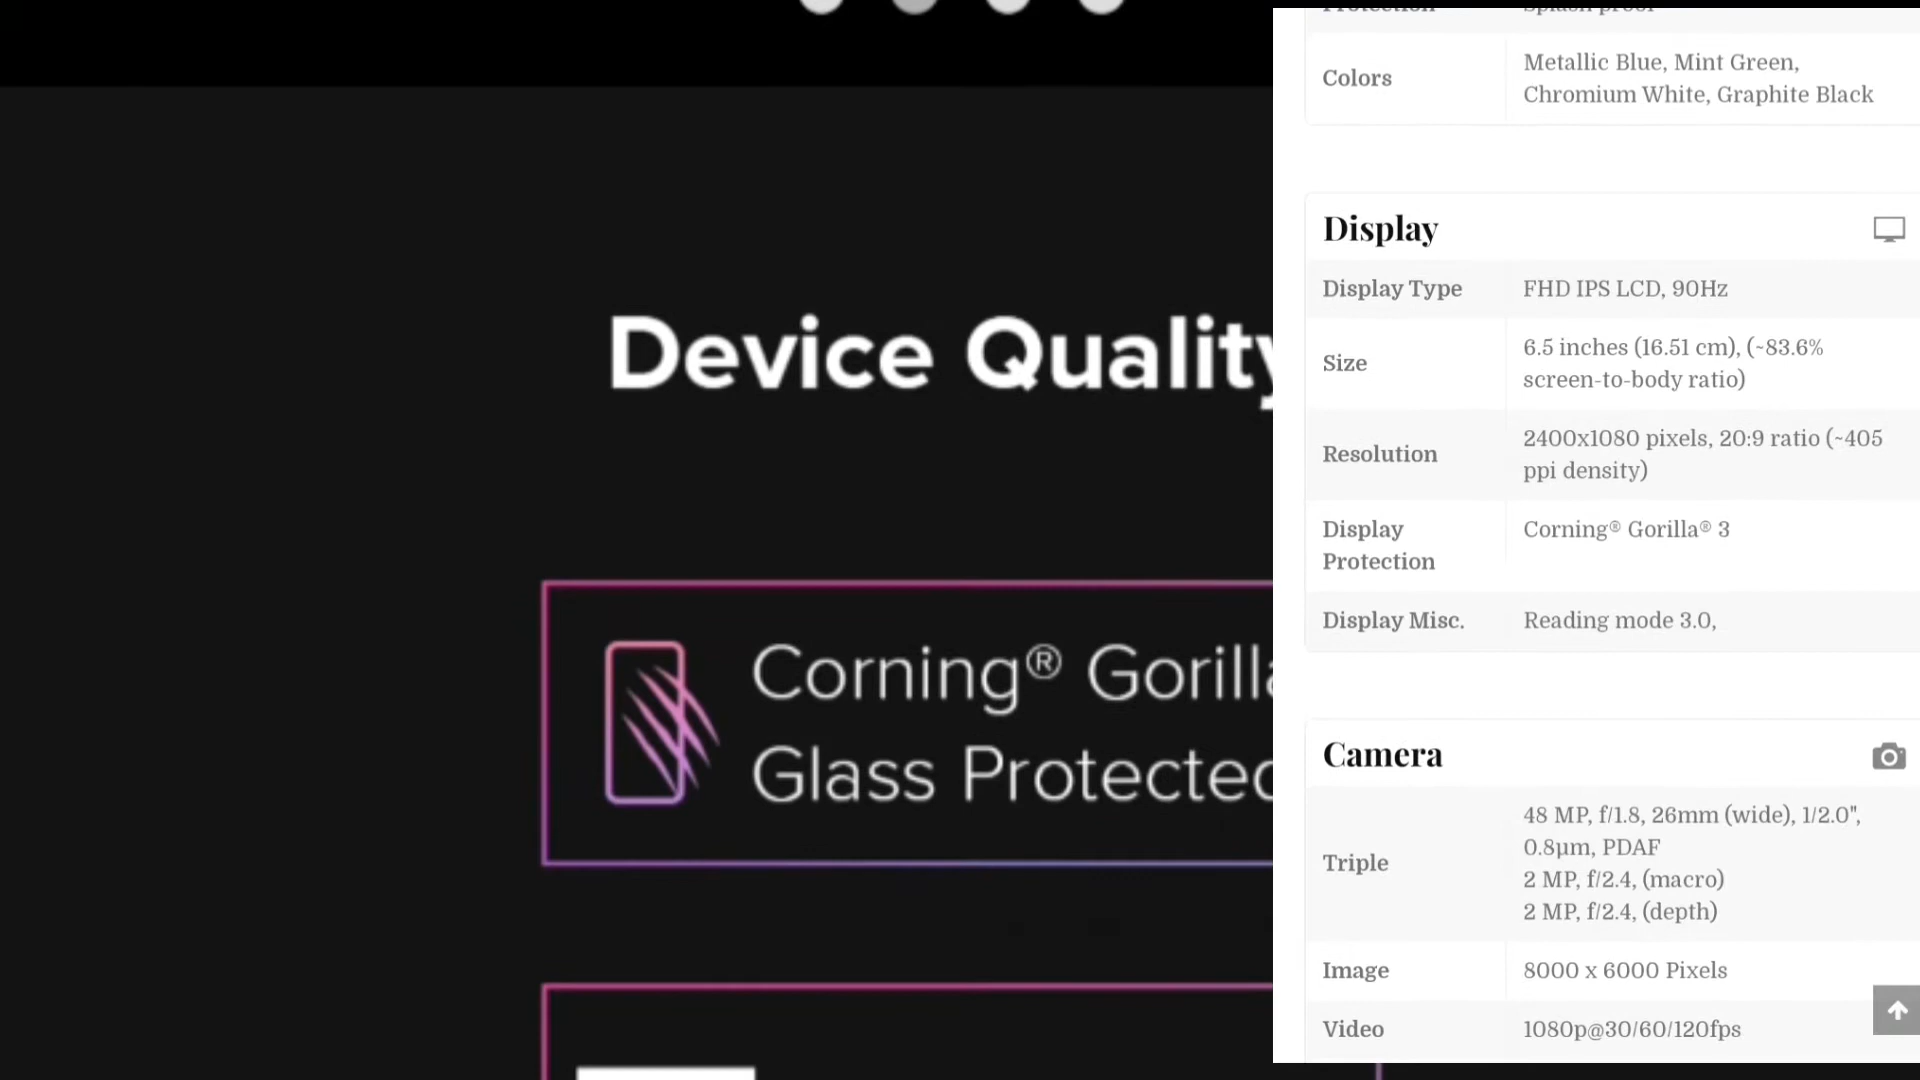 Device Quality
Corning® Gorilla
Glass Protected
Protection
Splash proof
Colors
Metallic Blue, Mint Green,
Chromium White, Graphite Black
Display
Display Type
FHD IPS LCD, 90Hz
Size
6.5 inches (16.51 cm), (~83.6%
screen-to-body ratio)
Resolution
2400x1080 pixels, 20:9 ratio (~405
ppi density)
Display
Protection
Corning® Gorilla® 3
Display Misc.
Reading mode 3.0,
Camera
Triple
48 MP, f/1.8, 26mm (wide), 1/2.0",
0.8µm, PDAF
2 MP, f/2.4, (macro)
2 MP, f/2.4, (depth)
Image
8000 x 6000 Pixels
Video
1080p@30/60/120fps